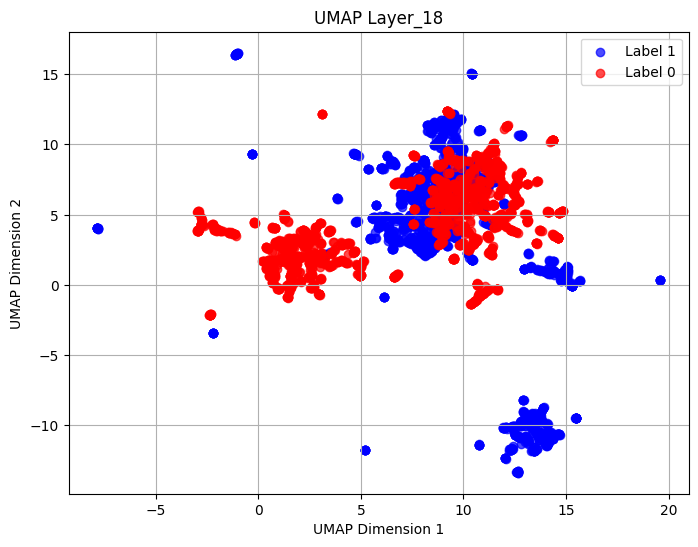 UMAP Layer_18
Label 1
Label 0
UMAP Dimension 2
15
10
5
0
−5
−10
−5
0
5
10
15
20
UMAP Dimension 1